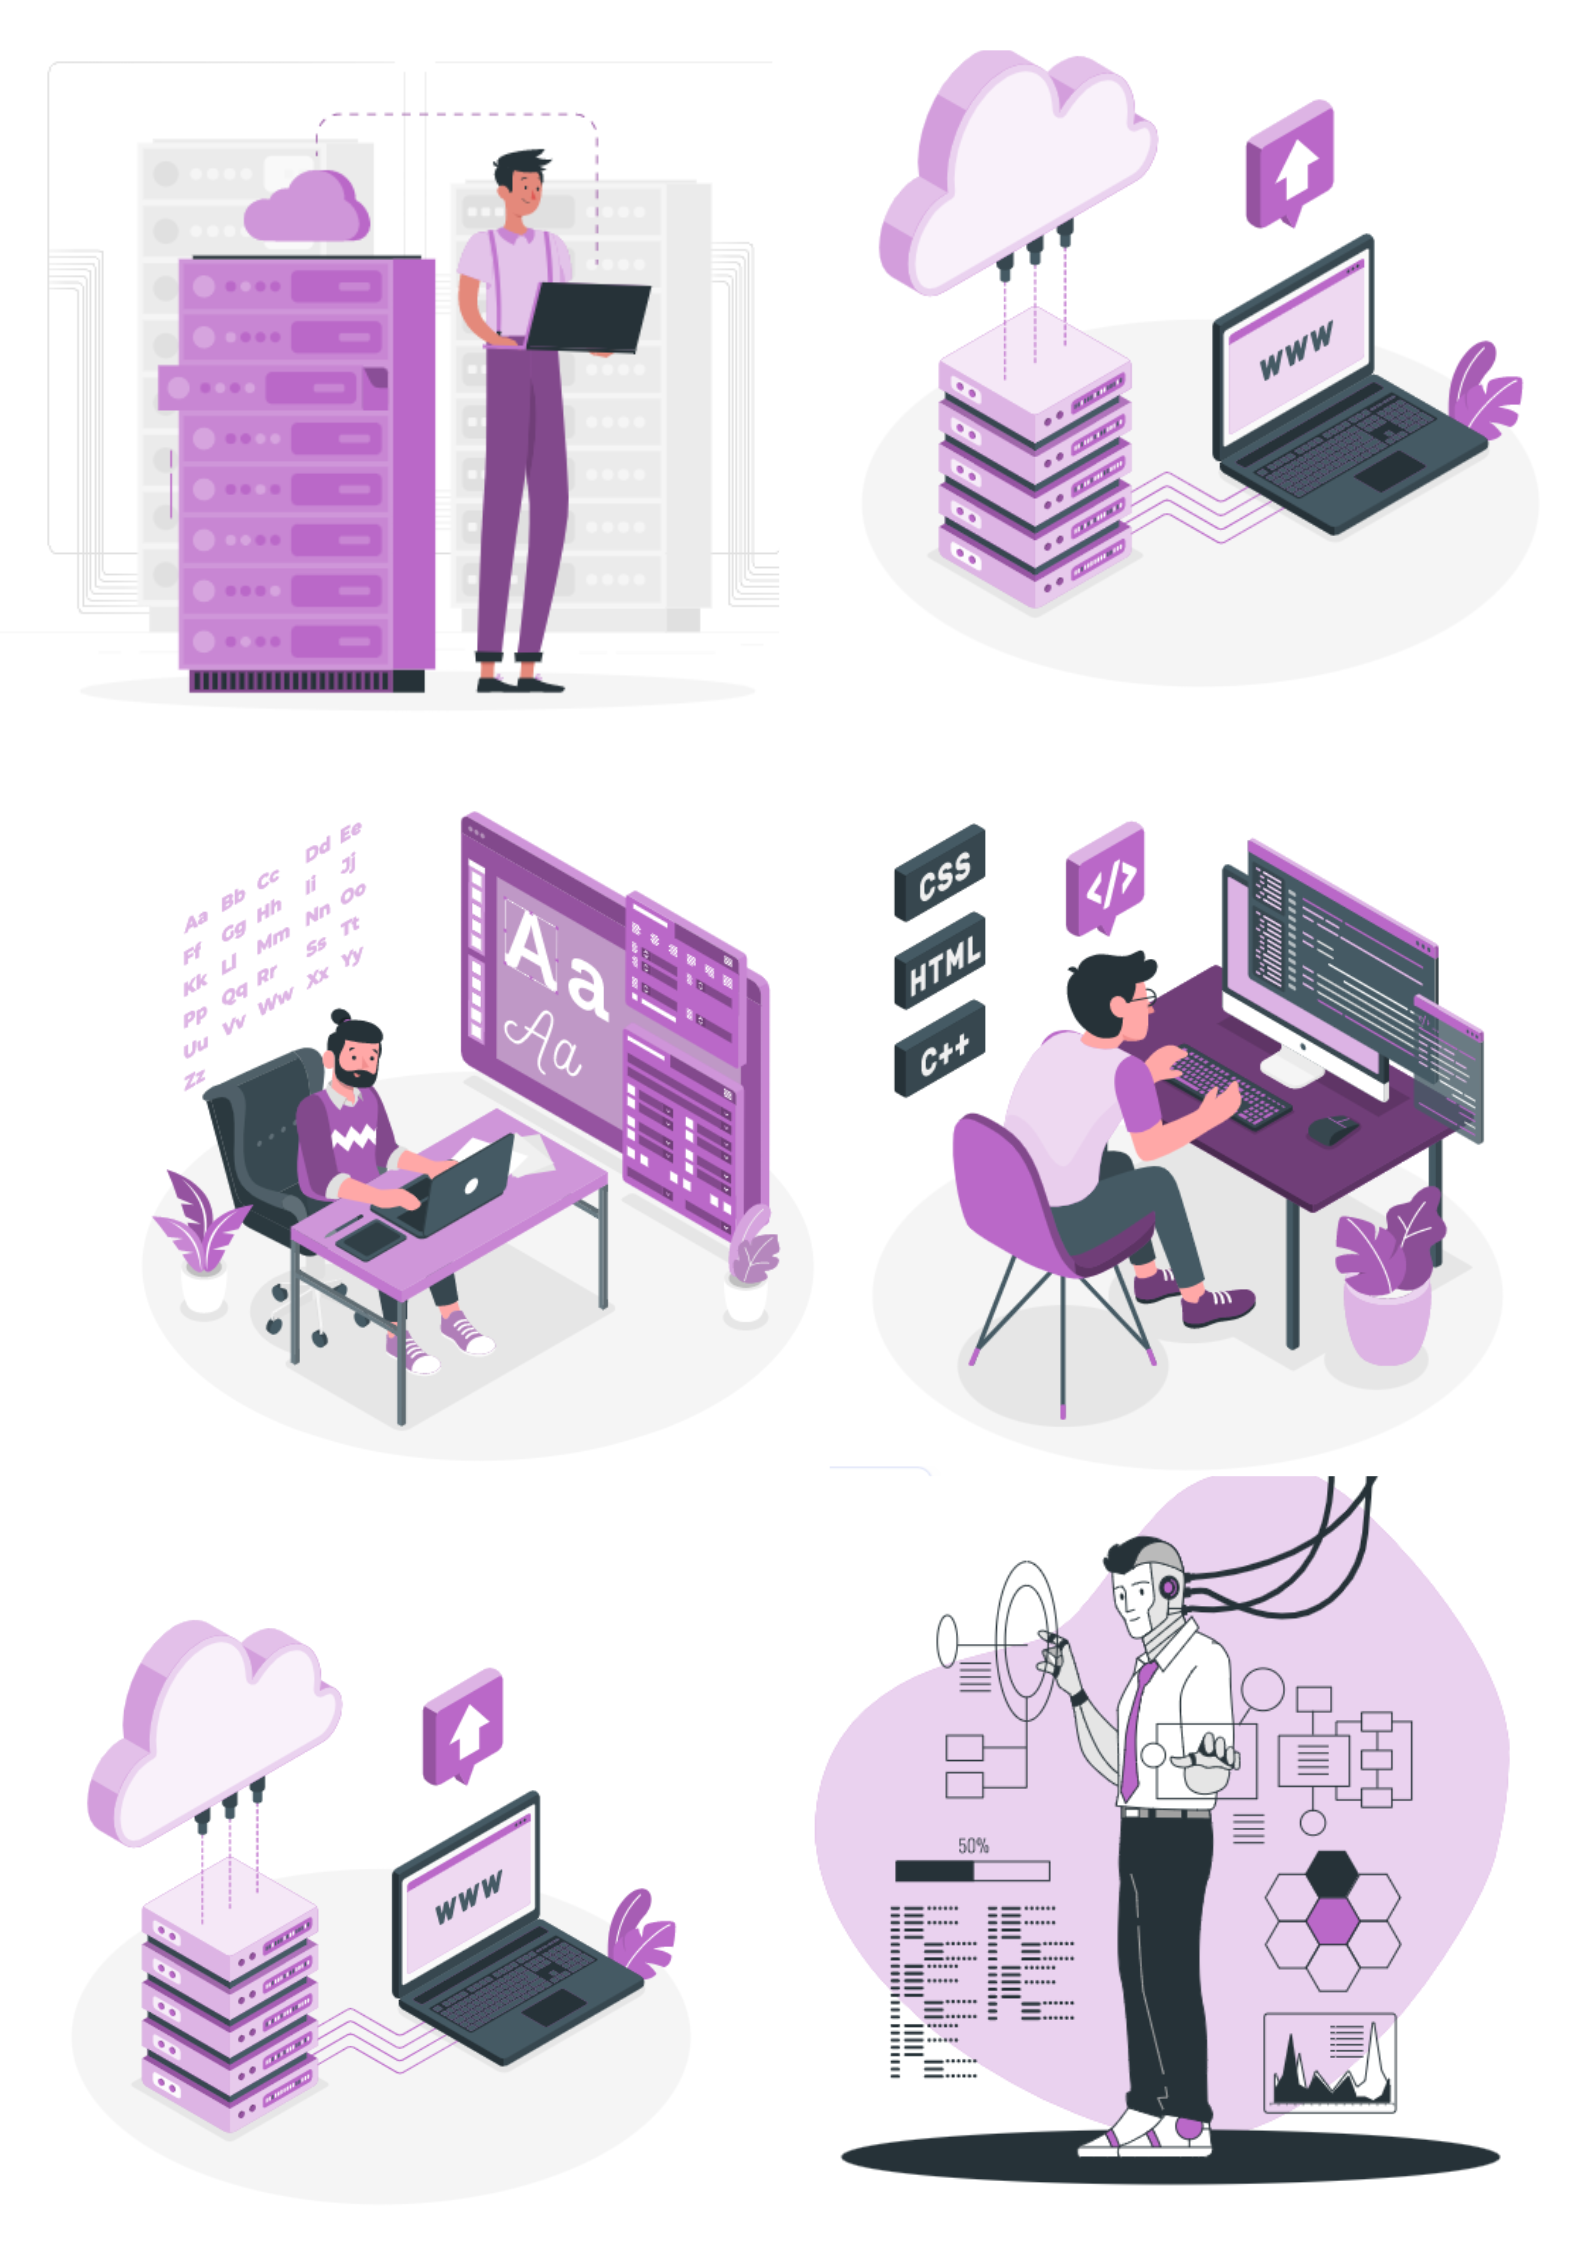 WWW
Aa Bb Cc Dd Ee
Ff Gg Hh Ii Jj
Kk Ll Mm Nn Oo
Pp Qq Rr Ss Tt
Uu Vv Ww Xx Yy
Zz
Aa
Aa
CSS
</>
HTML
C++
WWW
50%